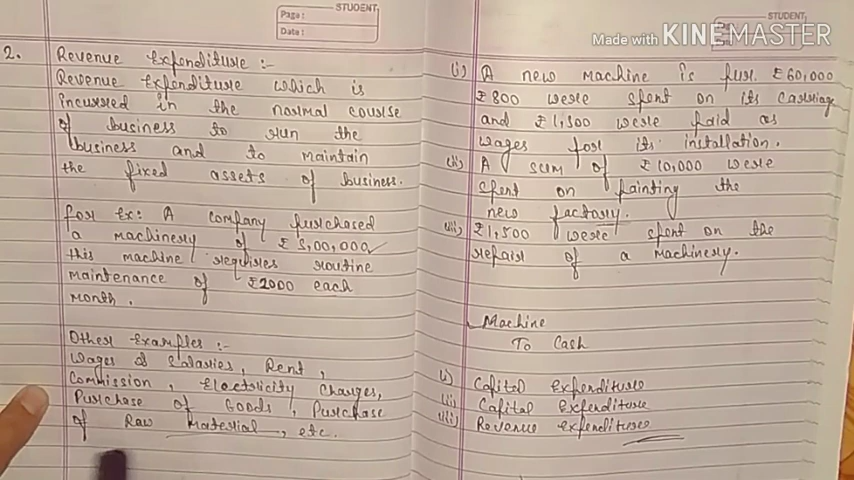 Page:
Date:
STUDENT
2. Revenue Expenditure :-
Revenue Expenditure which is
incurred in the normal course
of business to run the
business and to maintain
the fixed assets of business.
for ex: A company purchased
a machinery of ₹ 5,00,000
this machine requires routine
maintenance of ₹2000 each
month.
Other Examples :-
Wages & Salaries, Rent,
Commission, Electricity Charges,
Purchase of Goods, Purchase
of Raw Material, etc.
STUDENT
Made with KINEMASTER
(i) A new machine is pur. ₹60,000
₹800 were spent on its carriage
and ₹1,500 were paid as
wages for its installation.
(ii) A sum of ₹10,000 were
spent on painting the
new factory.
(iii) ₹1,500 were spent on the
repair of a machinery.
Machine
To Cash
(i) Capital Expenditure
(ii) Capital Expenditure
(iii) Revenue Expenditure